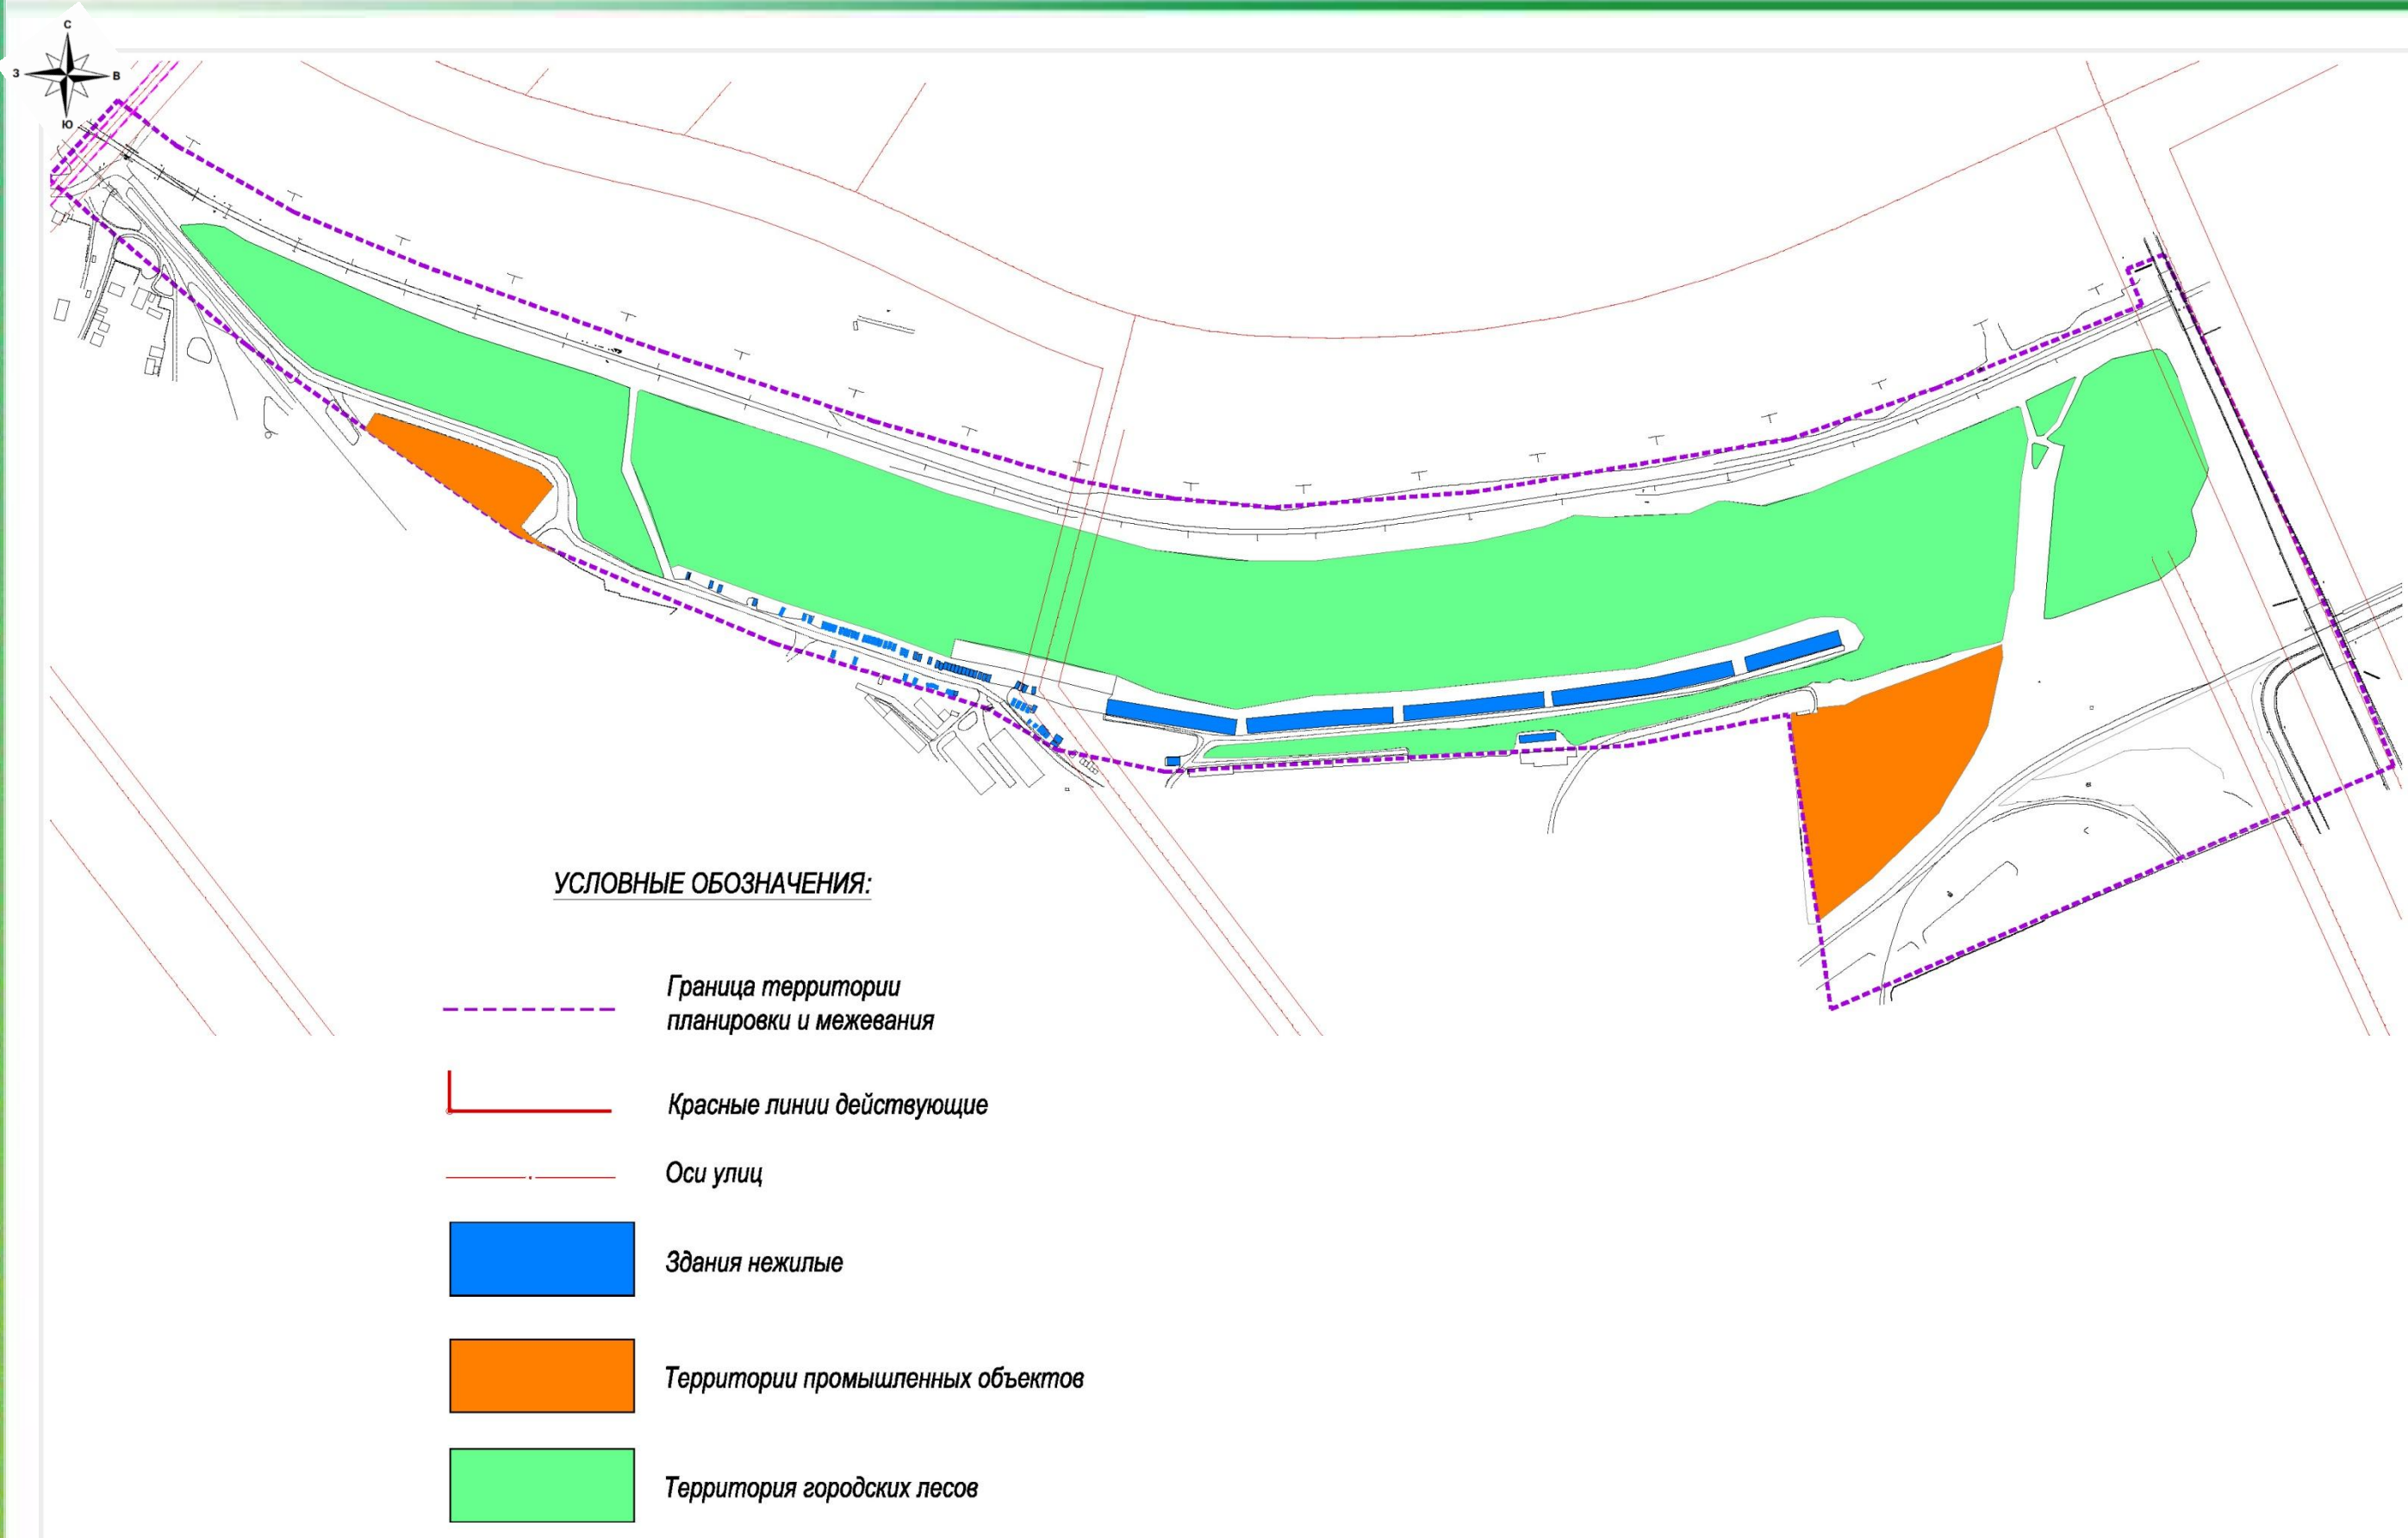 С
З
В
Ю
УСЛОВНЫЕ ОБОЗНАЧЕНИЯ:
Граница территории
планировки и межевания
Красные линии действующие
Оси улиц
Здания нежилые
Территории промышленных объектов
Территория городских лесов